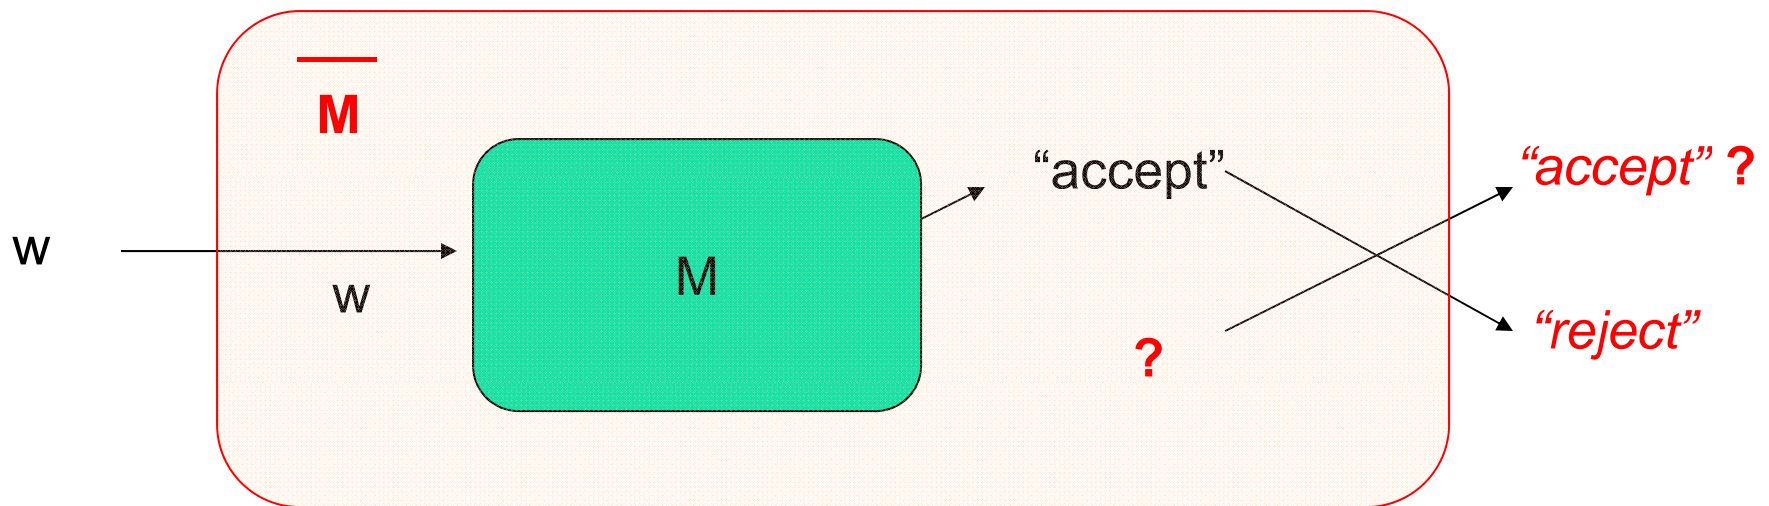 M̅
“accept”
“accept” ?
w
w
M
?
“reject”